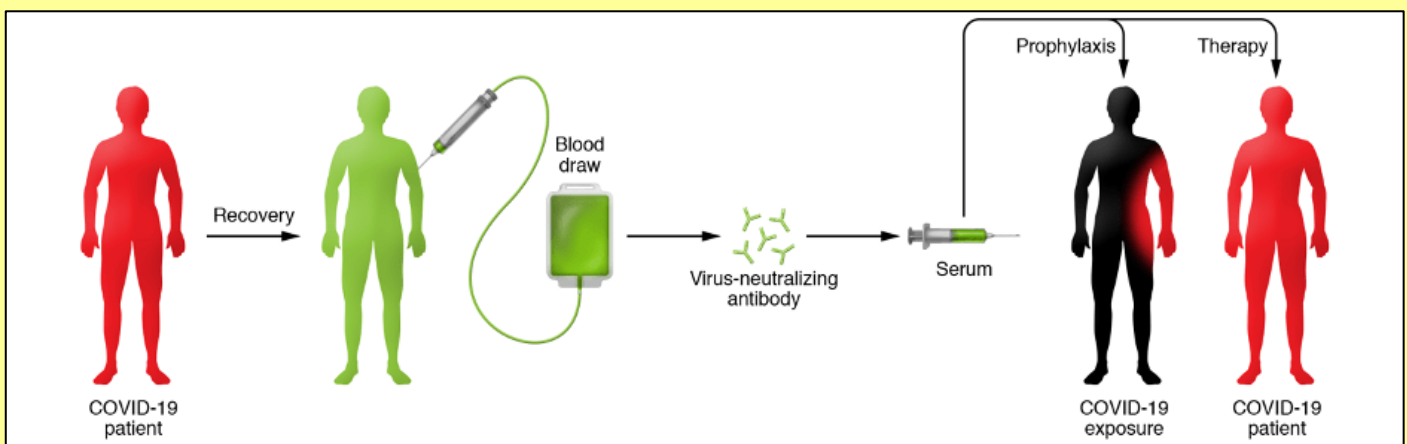 COVID-19
patient
Recovery
Blood
draw
Virus-neutralizing
antibody
Serum
Prophylaxis
Therapy
COVID-19
exposure
COVID-19
patient